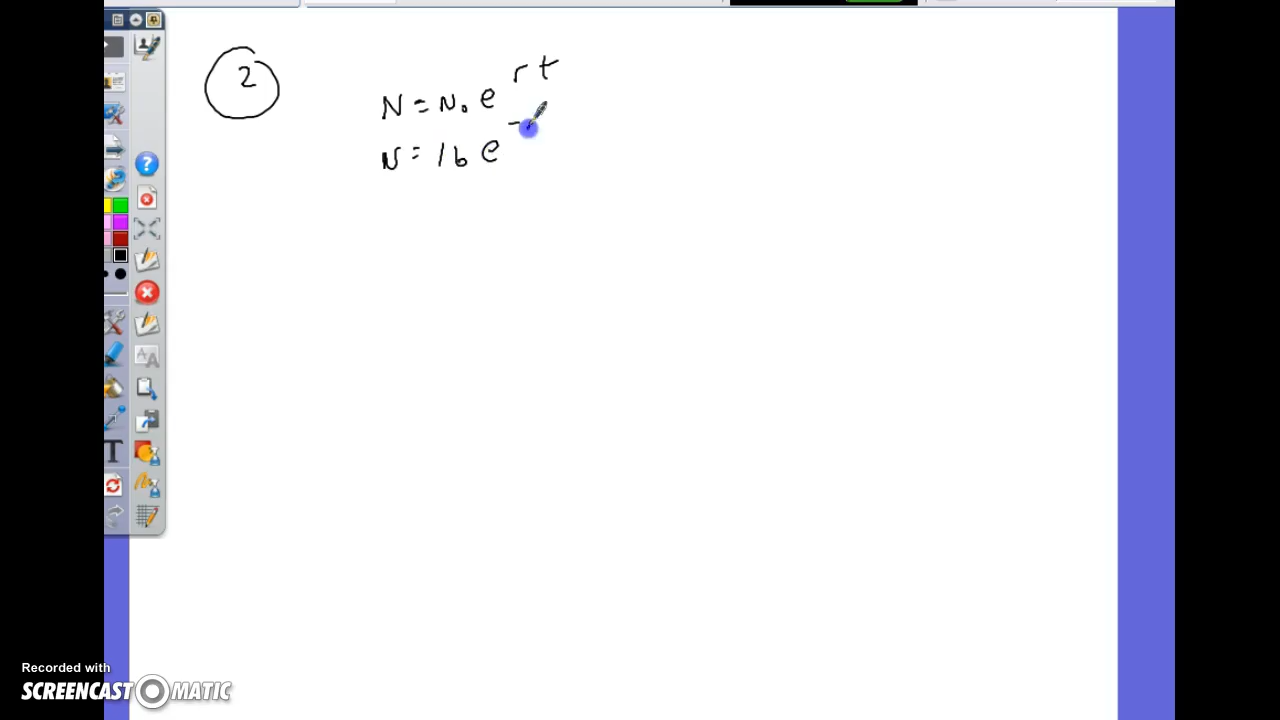 2
N = N₀ e^{rt}
N = 16 e^-
Recorded with
SCREENCAST-O-MATIC